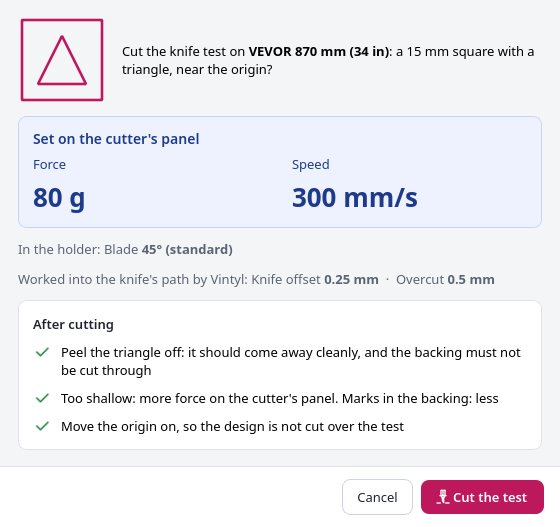 Cut the knife test on VEVOR 870 mm (34 in): a 15 mm square with a
triangle, near the origin?
Set on the cutter's panel
Force
Speed
80 g
300 mm/s
In the holder: Blade 45° (standard)
Worked into the knife's path by Vintyl: Knife offset 0.25 mm · Overcut 0.5 mm
After cutting
Peel the triangle off: it should come away cleanly, and the backing must not
be cut through
Too shallow: more force on the cutter's panel. Marks in the backing: less
Move the origin on, so the design is not cut over the test
Cancel
Cut the test